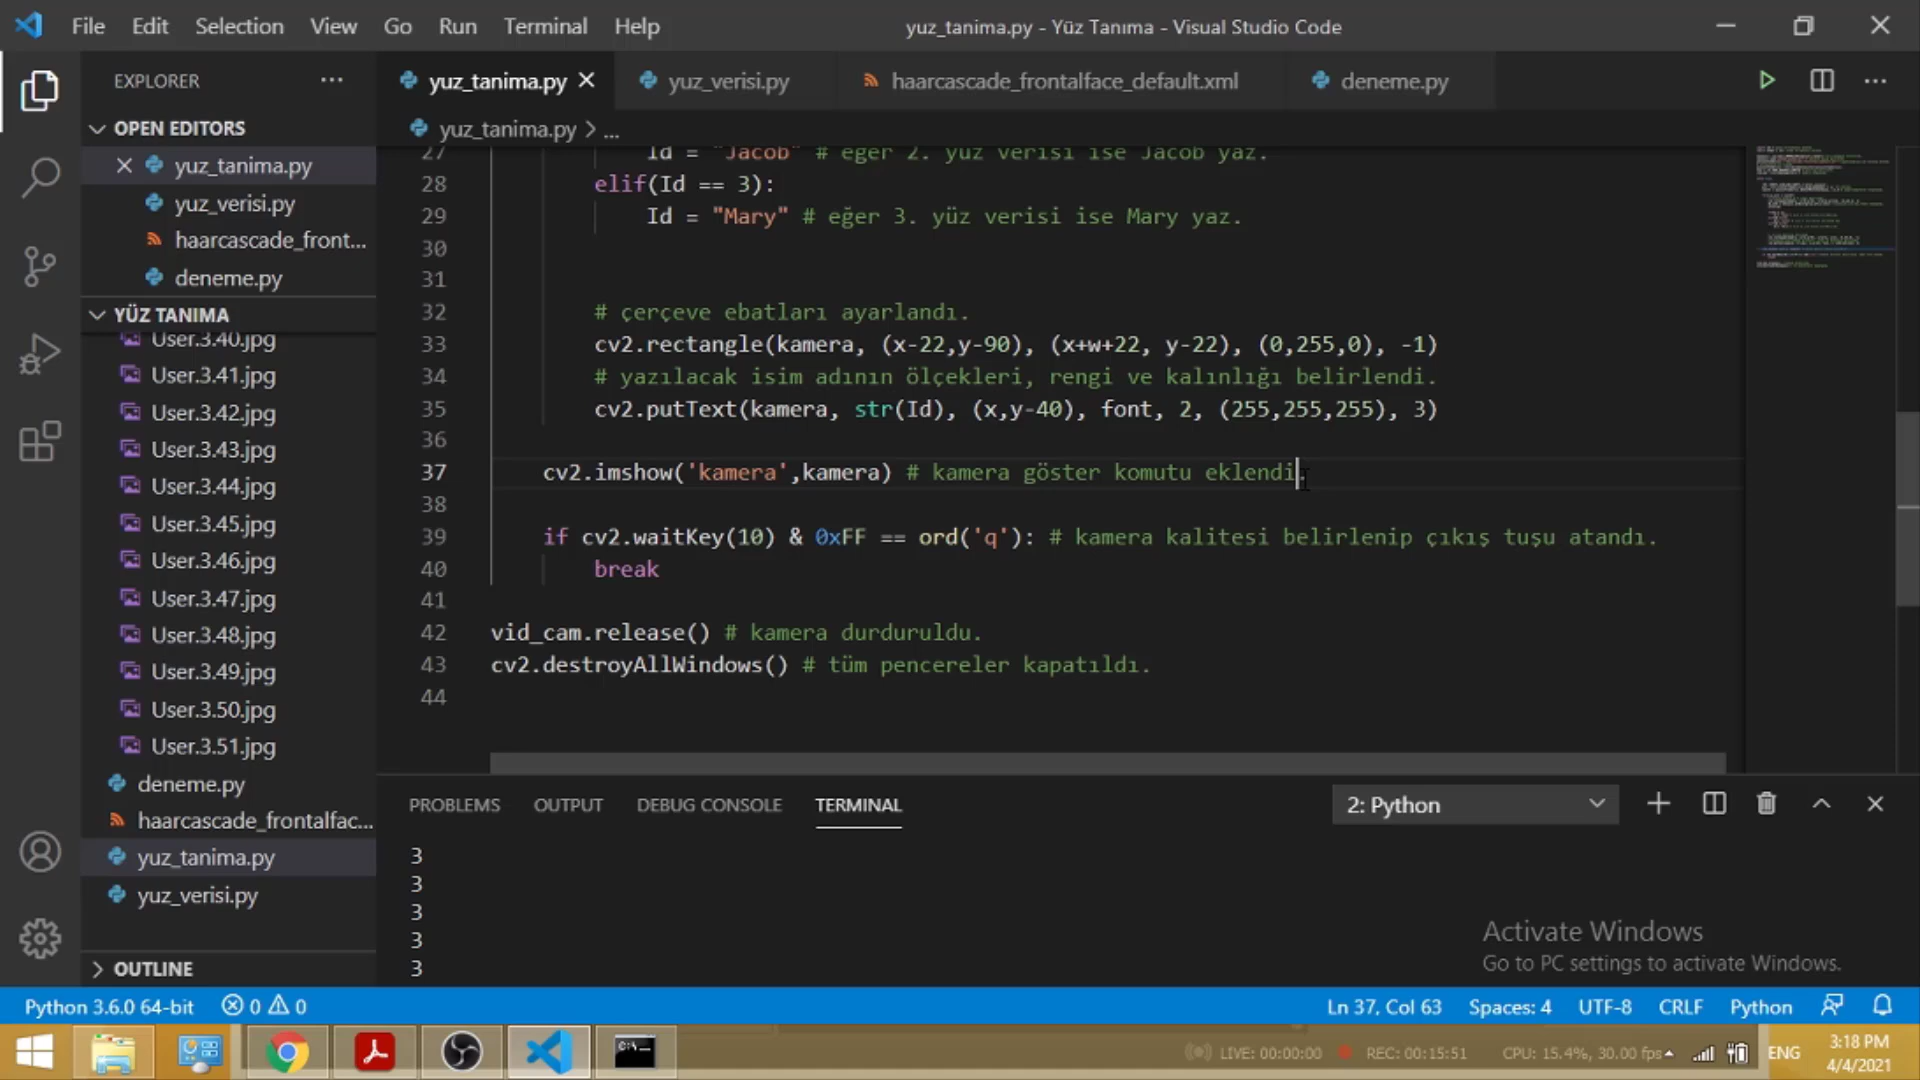 File Edit Selection View Go Run Terminal Help
yuz_tanima.py - Yüz Tanıma - Visual Studio Code
EXPLORER
OPEN EDITORS
yuz_tanima.py
yuz_verisi.py
haarcascade_front...
deneme.py
YÜZ TANIMA
User.3.40.jpg
User.3.41.jpg
User.3.42.jpg
User.3.43.jpg
User.3.44.jpg
User.3.45.jpg
User.3.46.jpg
User.3.47.jpg
User.3.48.jpg
User.3.49.jpg
User.3.50.jpg
User.3.51.jpg
deneme.py
haarcascade_frontalfac...
yuz_tanima.py
yuz_verisi.py
OUTLINE
yuz_tanima.py yuz_verisi.py haarcascade_frontalface_default.xml deneme.py
yuz_tanima.py > ...
27 Id = "Jacob" # eğer 2. yüz verisi ise Jacob yaz.
28 elif(Id == 3):
29 Id = "Mary" # eğer 3. yüz verisi ise Mary yaz.
30
31
32 # çerçeve ebatları ayarlandı.
33 cv2.rectangle(kamera, (x-22,y-90), (x+w+22, y-22), (0,255,0), -1)
34 # yazılacak isim adının ölçekleri, rengi ve kalınlığı belirlendi.
35 cv2.putText(kamera, str(Id), (x,y-40), font, 2, (255,255,255), 3)
36
37 cv2.imshow('kamera',kamera) # kamera göster komutu eklendi.
38
39 if cv2.waitKey(10) & 0xFF == ord('q'): # kamera kalitesi belirlenip çıkış tuşu atandı.
40 break
41
42 vid_cam.release() # kamera durduruldu.
43 cv2.destroyAllWindows() # tüm pencereler kapatıldı.
44
PROBLEMS OUTPUT DEBUG CONSOLE TERMINAL
2: Python
3
3
3
3
3
Activate Windows
Go to PC settings to activate Windows.
Python 3.6.0 64-bit 0 0
Ln 37, Col 63 Spaces: 4 UTF-8 CRLF Python
LIVE: 00:00:00 REC: 00:15:51 CPU: 15.4%, 30.00 fps
ENG
3:18 PM
4/4/2021